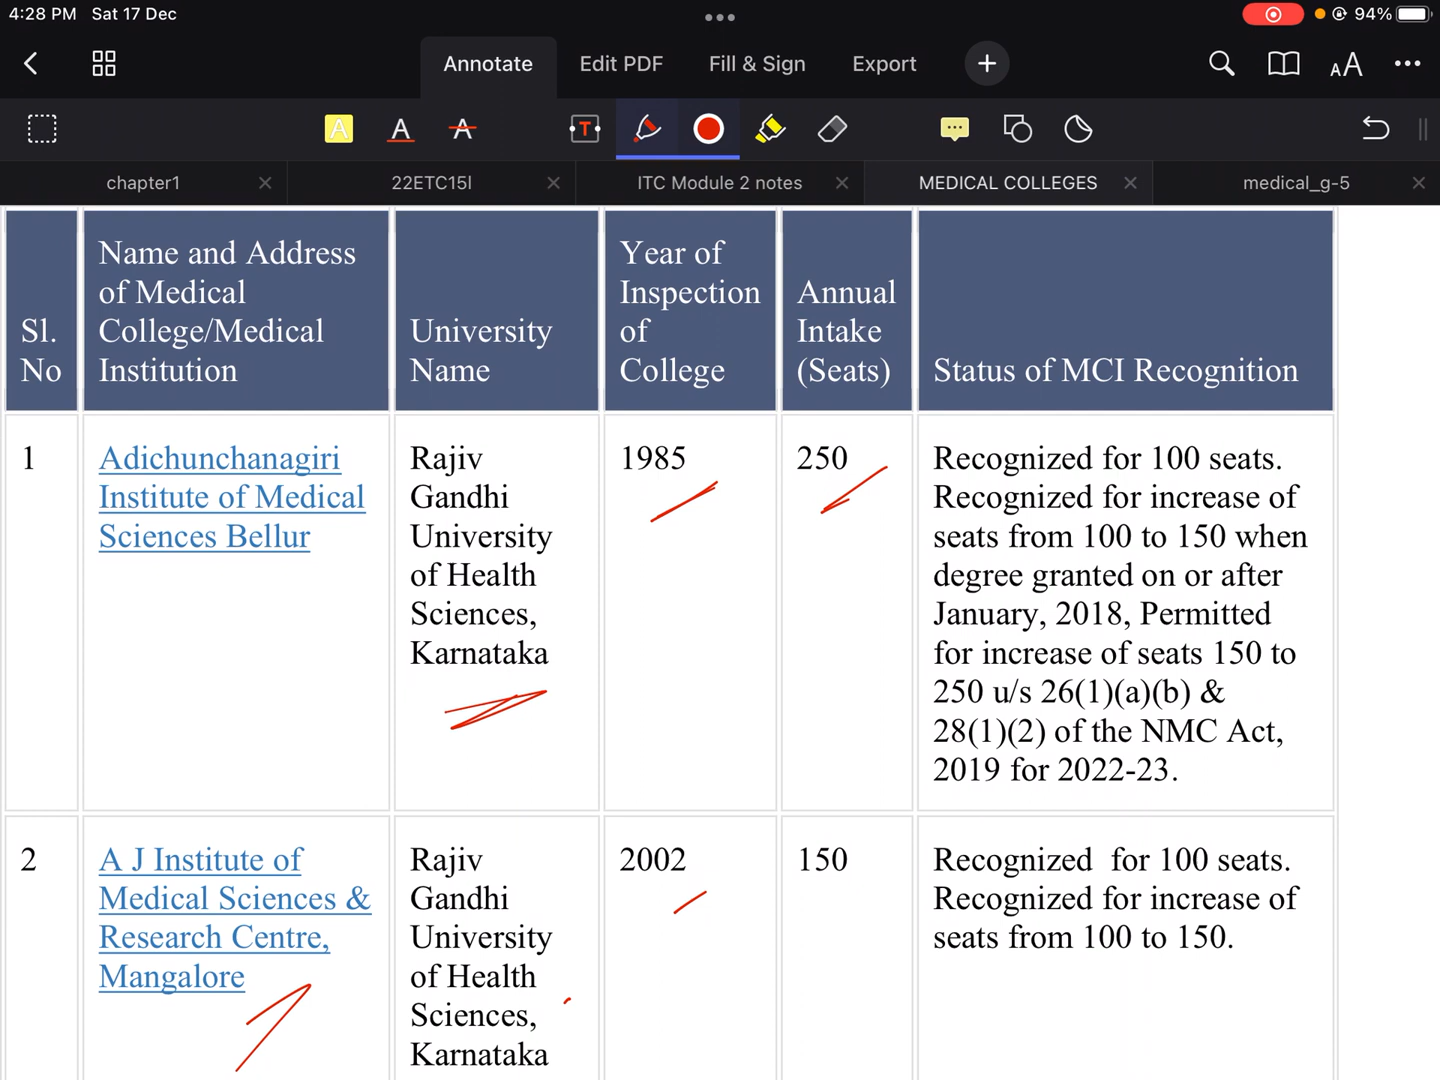 4:28 PM Sat 17 Dec
94%
Annotate Edit PDF Fill & Sign Export
AA
A A A T
chapter1 22ETC15I ITC Module 2 notes MEDICAL COLLEGES medical_g-5
Sl.
No
Name and Address
of Medical
College/Medical
Institution
University
Name
Year of
Inspection
of
College
Annual
Intake
(Seats)
Status of MCI Recognition
1
Adichunchanagiri
Institute of Medical
Sciences Bellur
Rajiv
Gandhi
University
of Health
Sciences,
Karnataka
1985
250
Recognized for 100 seats.
Recognized for increase of
seats from 100 to 150 when
degree granted on or after
January, 2018, Permitted
for increase of seats 150 to
250 u/s 26(1)(a)(b) &
28(1)(2) of the NMC Act,
2019 for 2022-23.
2
A J Institute of
Medical Sciences &
Research Centre,
Mangalore
Rajiv
Gandhi
University
of Health
Sciences,
Karnataka
2002
150
Recognized for 100 seats.
Recognized for increase of
seats from 100 to 150.